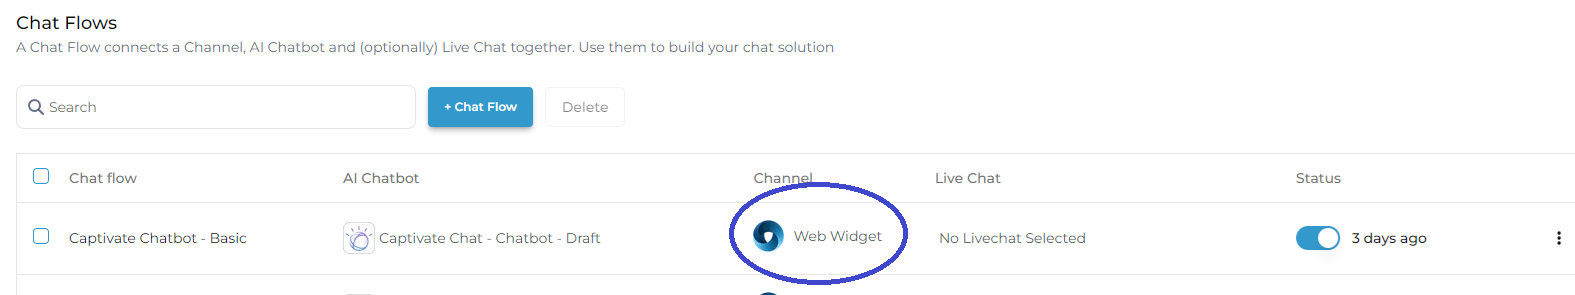 Chat Flows
A Chat Flow connects a Channel, AI Chatbot and (optionally) Live Chat together. Use them to build your chat solution
Search + Chat Flow Delete
Chat flow AI Chatbot Channel Live Chat Status
Captivate Chatbot - Basic Captivate Chat - Chatbot - Draft Web Widget No Livechat Selected 3 days ago